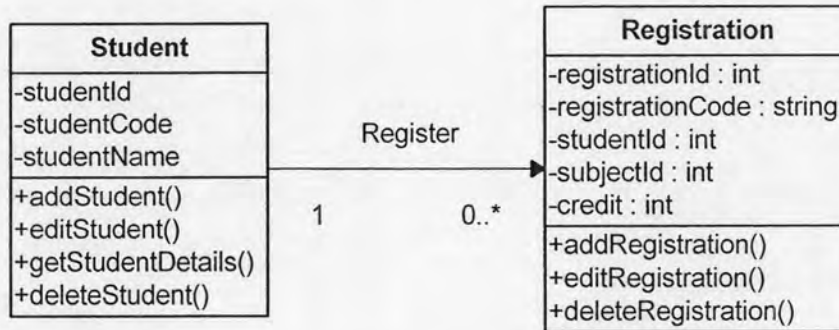 Student
-studentId
-studentCode
-studentName
+addStudent()
+editStudent()
+getStudentDetails()
+deleteStudent()
Register
1
0..*
Registration
-registrationId : int
-registrationCode : string
-studentId : int
-subjectId : int
-credit : int
+addRegistration()
+editRegistration()
+deleteRegistration()